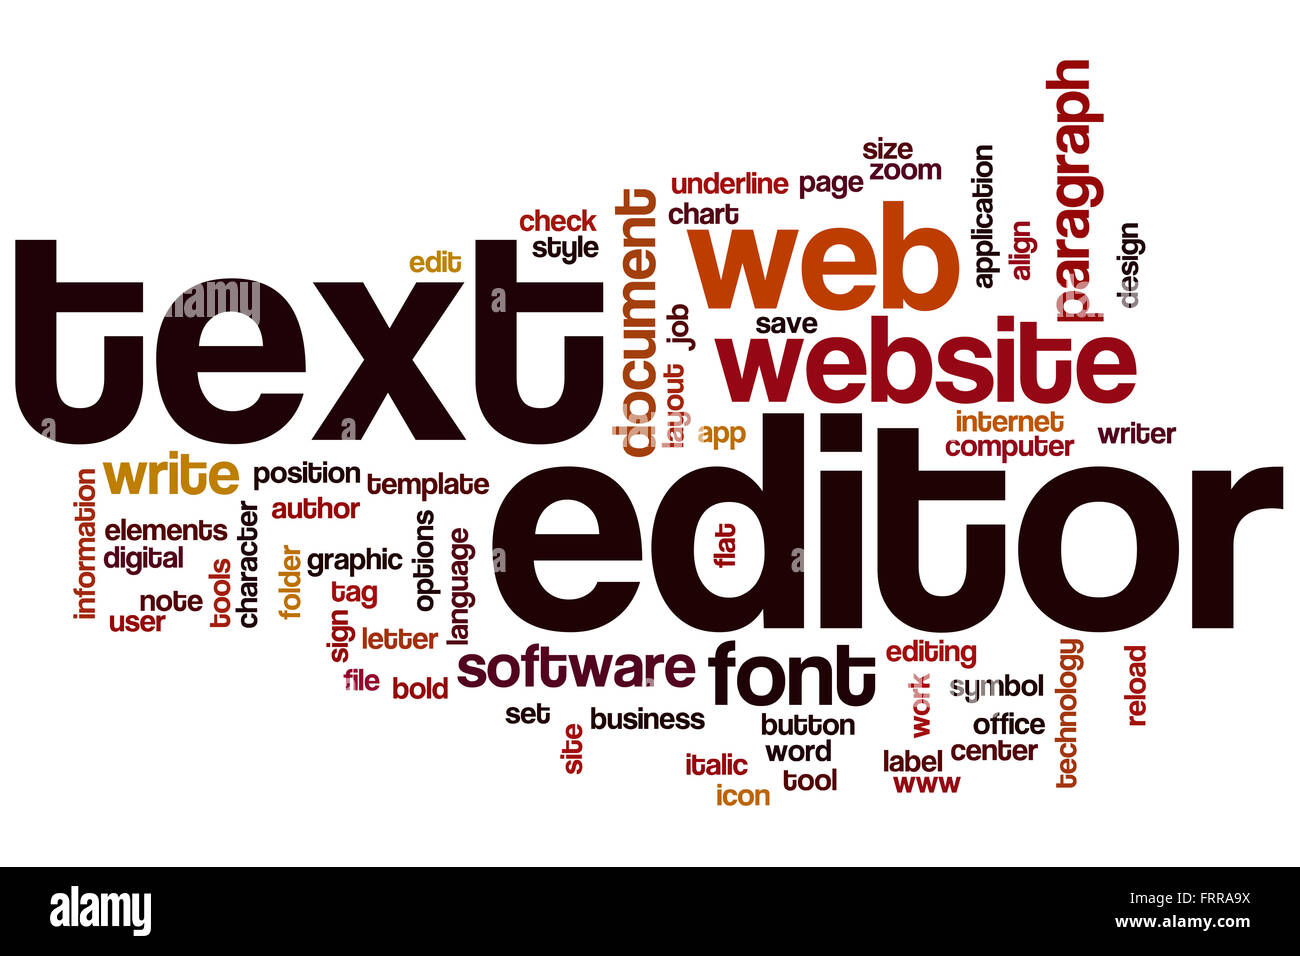 size
zoom
underline page
chart
check
style
edit
document
web
application
align
paragraph
design
text
job
save
layout
website
app
internet
computer
writer
editor
flat
write
position
template
author
information
elements
digital
character
tools
note
user
folder
graphic
options
language
tag
sign
letter
file
bold
software
font
editing
work
symbol
technology
reload
set
business
site
button
word
tool
office
center
label
www
italic
icon
alamy
Image ID: FRRA9X
www.alamy.com